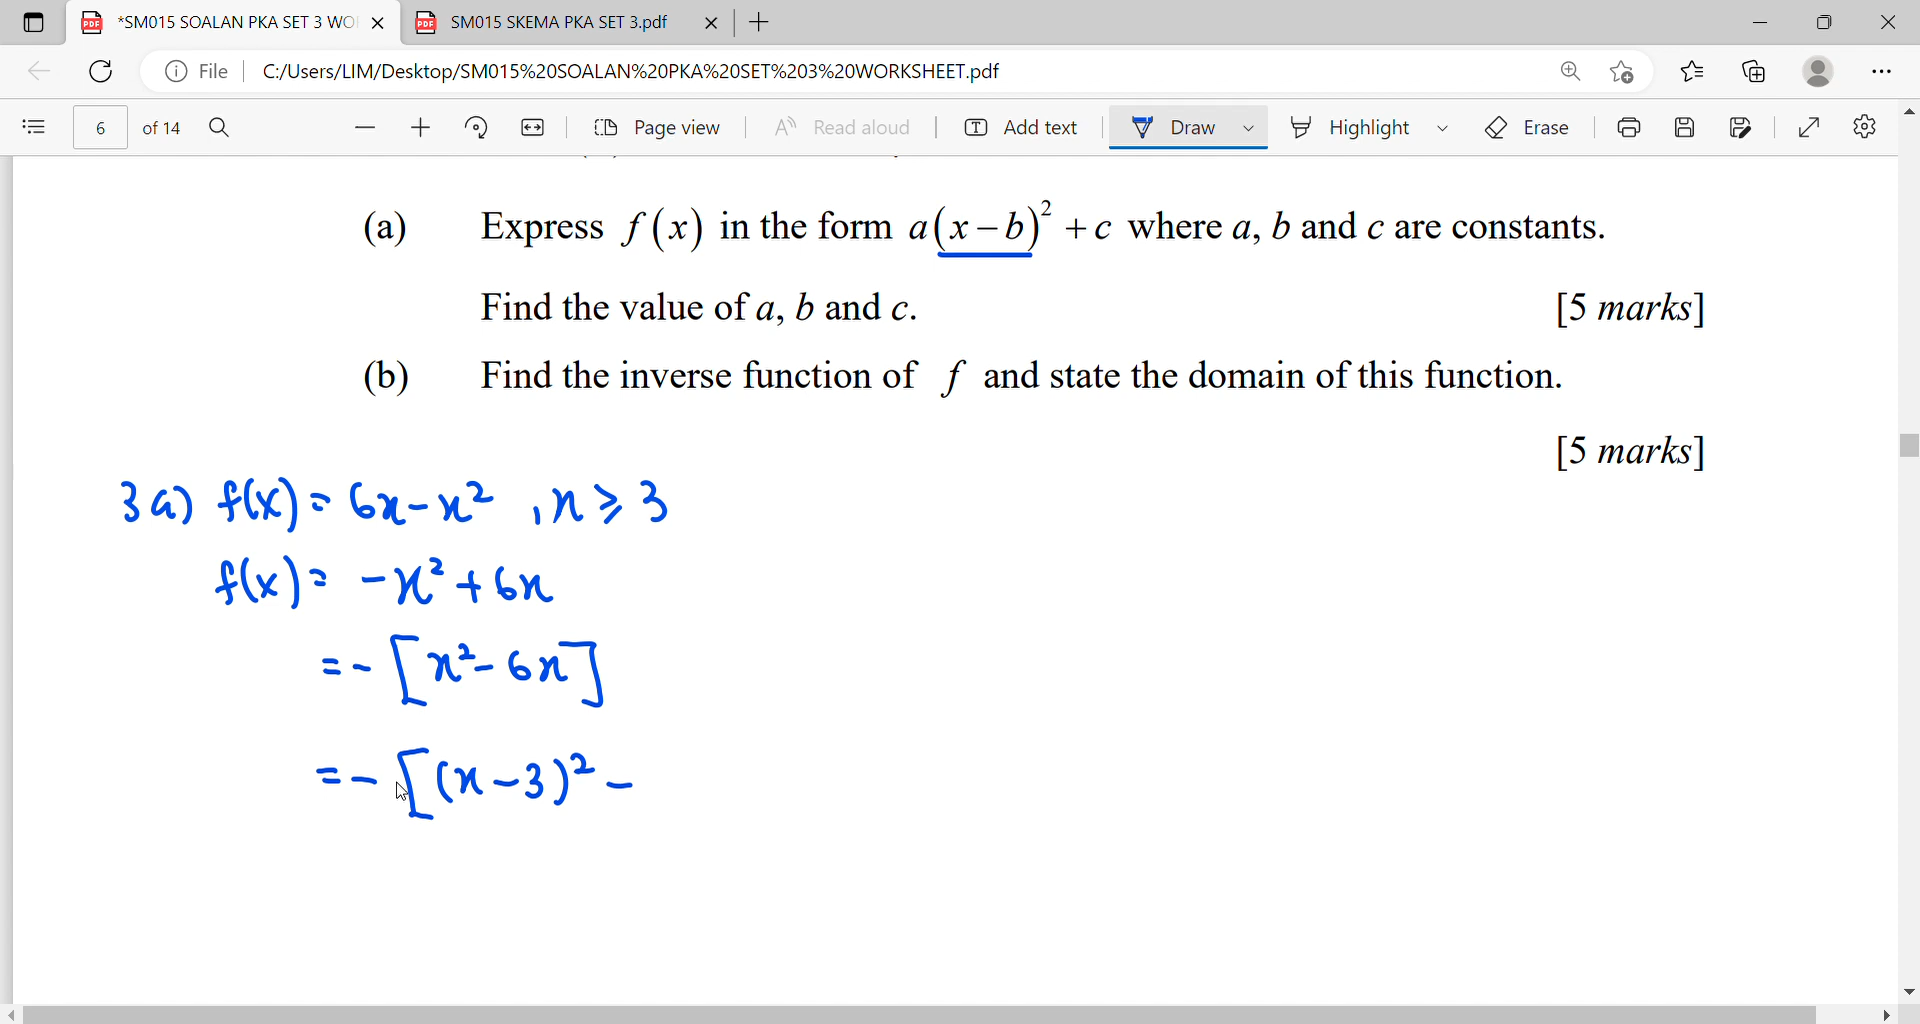 *SM015 SOALAN PKA SET 3 WO
SM015 SKEMA PKA SET 3.pdf
File
C:/Users/LIM/Desktop/SM015%20SOALAN%20PKA%20SET%203%20WORKSHEET.pdf
6 of 14
Page view
Read aloud
Add text
Draw
Highlight
Erase
(a) Express f(x) in the form a(x−b)² + c where a, b and c are constants.
Find the value of a, b and c. [5 marks]
(b) Find the inverse function of f and state the domain of this function.
[5 marks]
3a) f(x) = 6x − x² , x ⩾ 3
f(x) = −x² + 6x
= − [x² − 6x]
= − [(x − 3)² −